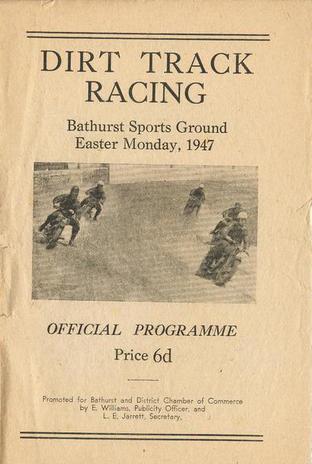 DIRT TRACK
RACING
Bathurst Sports Ground
Easter Monday, 1947
OFFICIAL PROGRAMME
Price 6d
Promoted for Bathurst and District Chamber of Commerce
by E. Williams, Publicity Officer, and
L. E. Jarrett, Secretary.